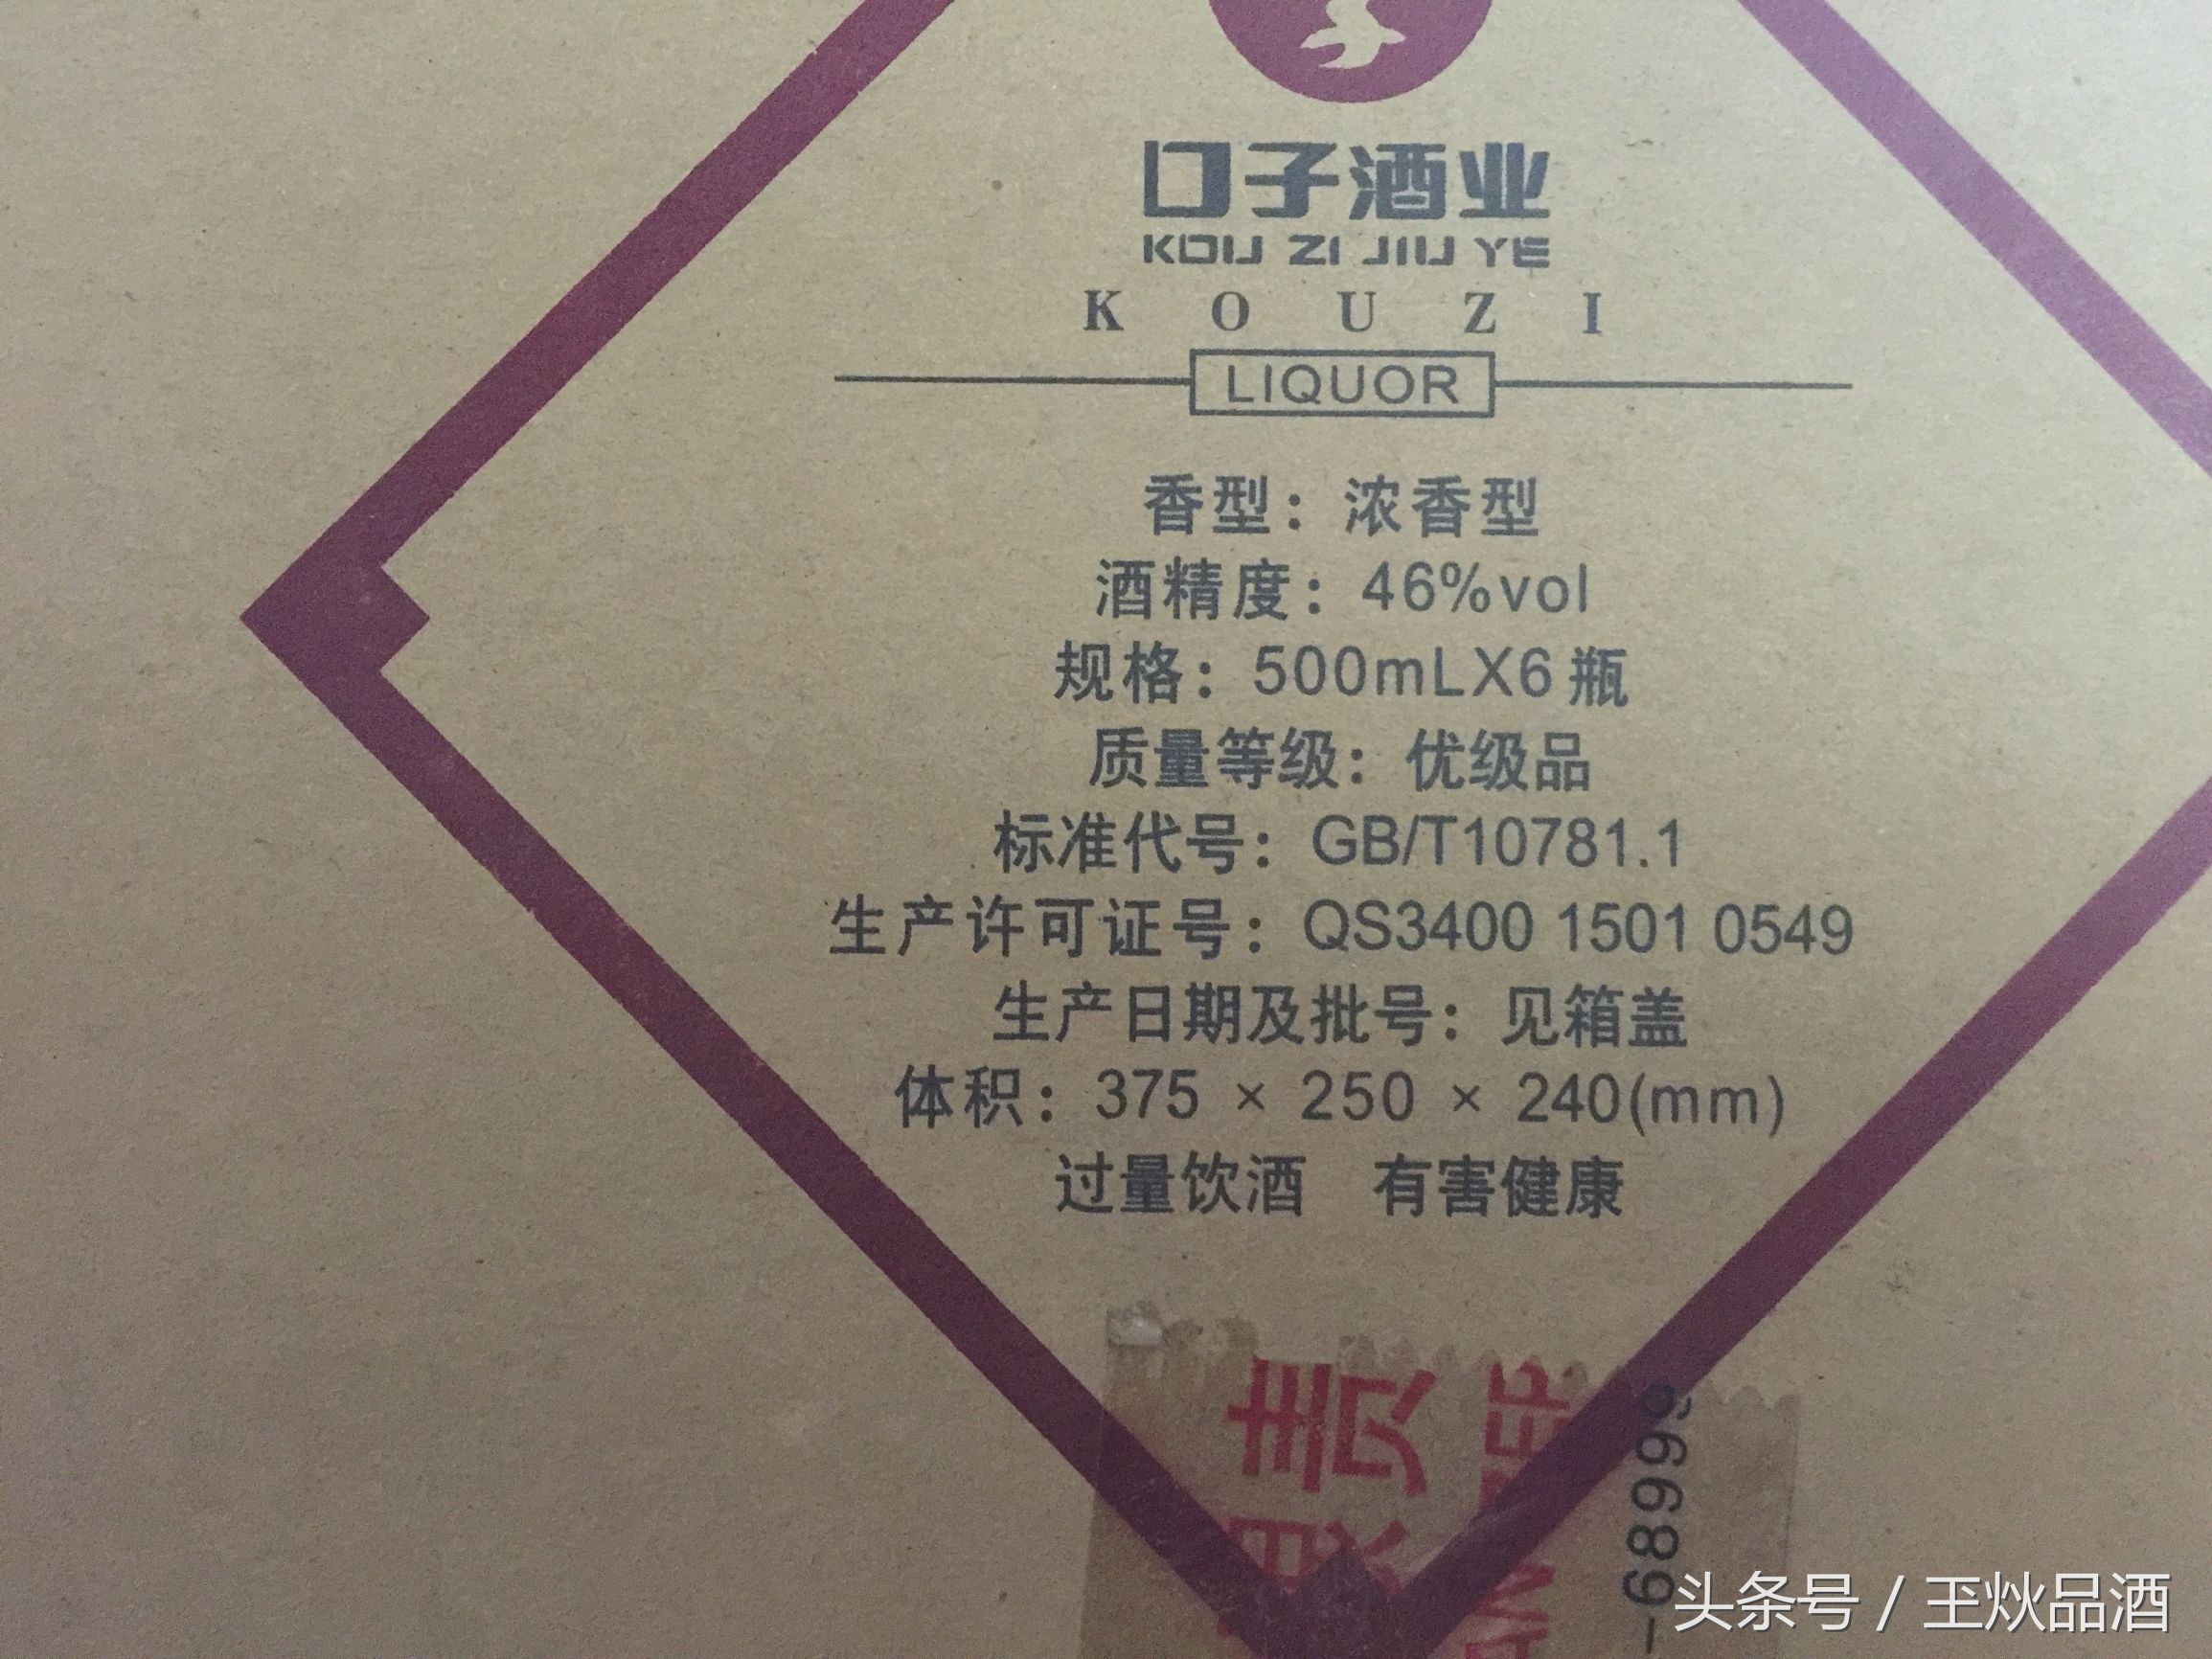 口子酒业
KOU ZI JIU YE
KOUZI
LIQUOR
香型：浓香型
酒精度：46%vol
规格：500mLX6瓶
质量等级：优级品
标准代号：GB/T10781.1
生产许可证号：QS3400 1501 0549
生产日期及批号：见箱盖
体积：375 × 250 × 240(mm)
过量饮酒 有害健康
头条号 / 王炏品酒